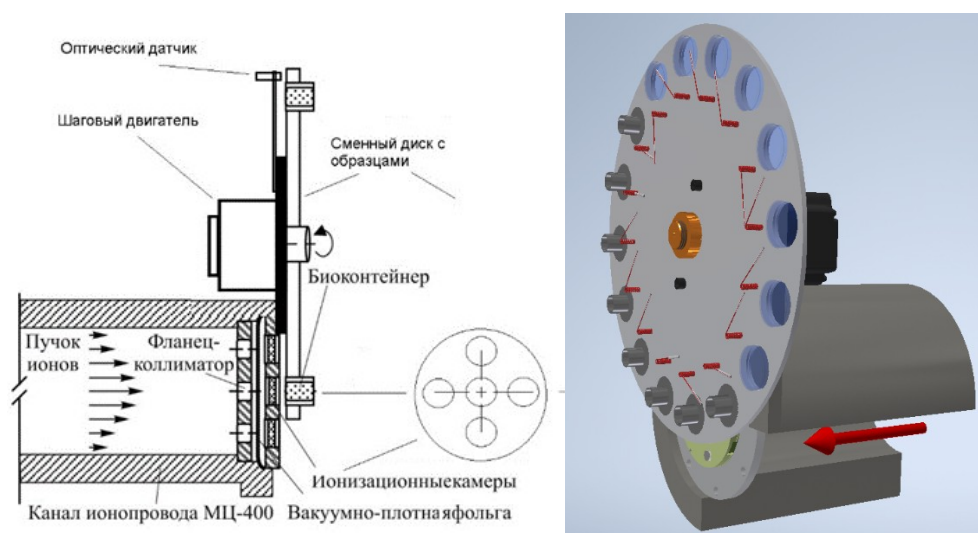 Оптический датчик
Шаговый двигатель
Сменный диск с
образцами
Биоконтейнер
Пучок
ионов
Фланец-
коллиматор
Ионизационныекамеры
Канал ионопровода МЦ-400
Вакуумно-плотнаяфольга